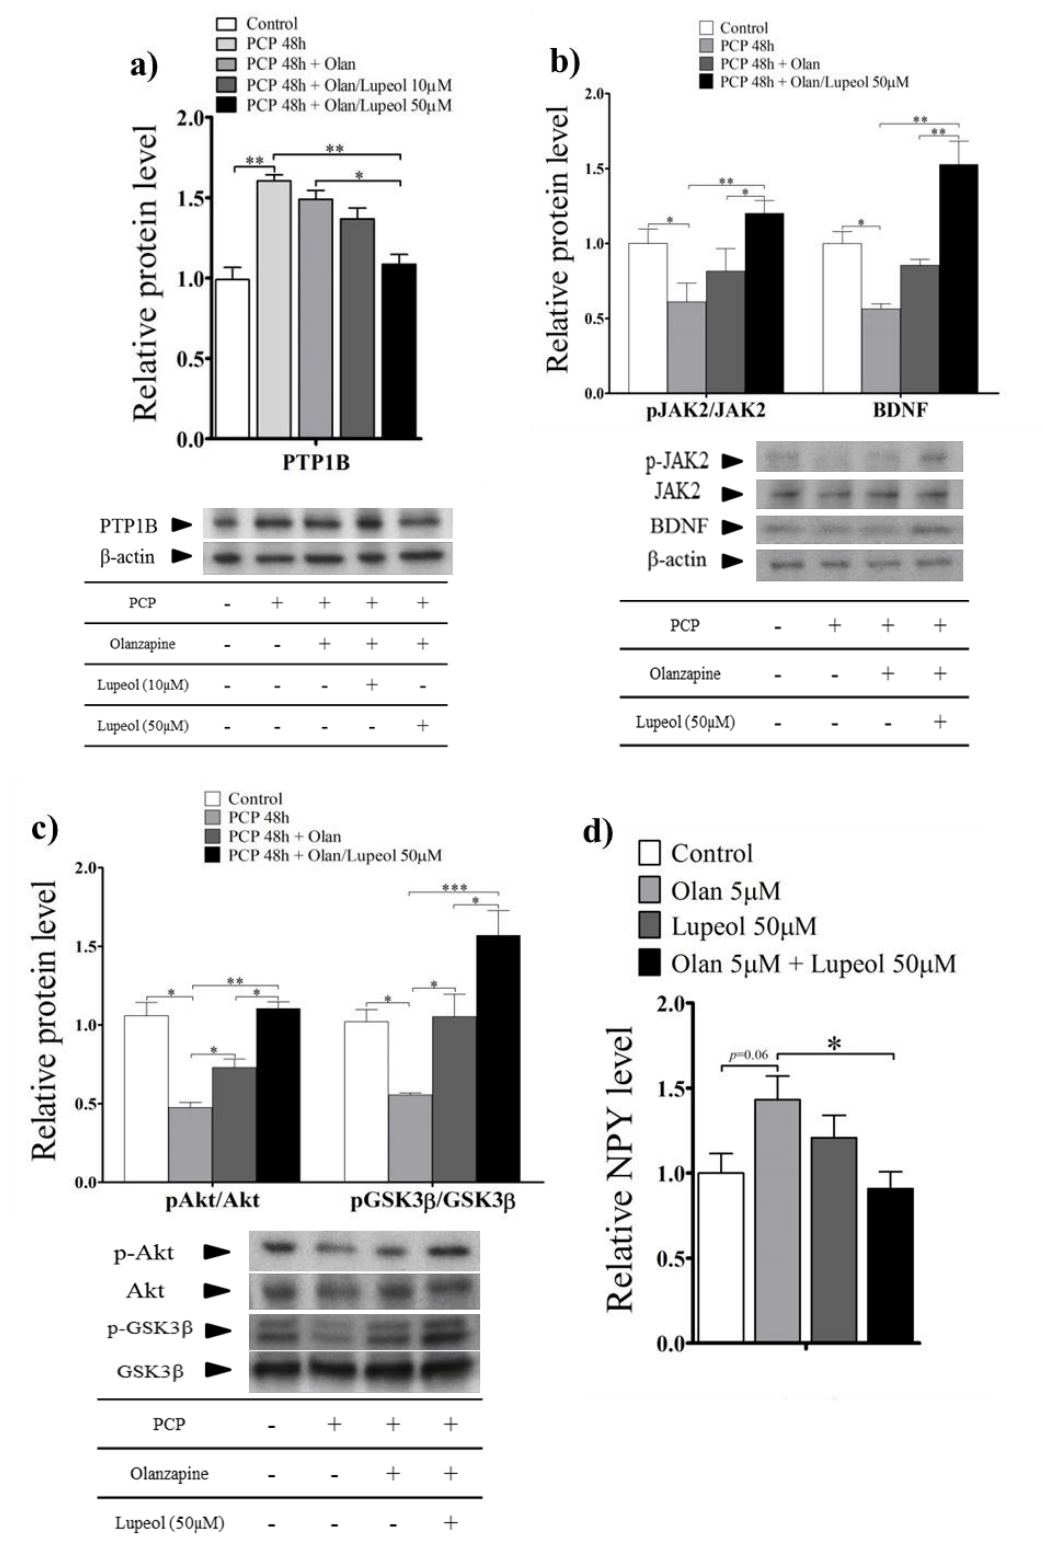 a)
Control
PCP 48h
PCP 48h + Olan
PCP 48h + Olan/Lupeol 10μM
PCP 48h + Olan/Lupeol 50μM
Relative protein level
2.0
1.5
1.0
0.5
0.0
**
**
*
PTP1B
PTP1B
β-actin
PCP - + + + +
Olanzapine - - + + +
Lupeol (10μM) - - - + -
Lupeol (50μM) - - - - +
b)
Control
PCP 48h
PCP 48h + Olan
PCP 48h + Olan/Lupeol 50μM
Relative protein level
2.0
1.5
1.0
0.5
0.0
*
**
*
*
**
**
pJAK2/JAK2 BDNF
p-JAK2
JAK2
BDNF
β-actin
PCP - + + +
Olanzapine - - + +
Lupeol (50μM) - - - +
c)
Control
PCP 48h
PCP 48h + Olan
PCP 48h + Olan/Lupeol 50μM
Relative protein level
2.0
1.5
1.0
0.5
0.0
*
**
*
*
*
*
***
*
pAkt/Akt pGSK3β/GSK3β
p-Akt
Akt
p-GSK3β
GSK3β
PCP - + + +
Olanzapine - - + +
Lupeol (50μM) - - - +
d)
Control
Olan 5μM
Lupeol 50μM
Olan 5μM + Lupeol 50μM
Relative NPY level
2.0
1.5
1.0
0.5
0.0
p=0.06
*